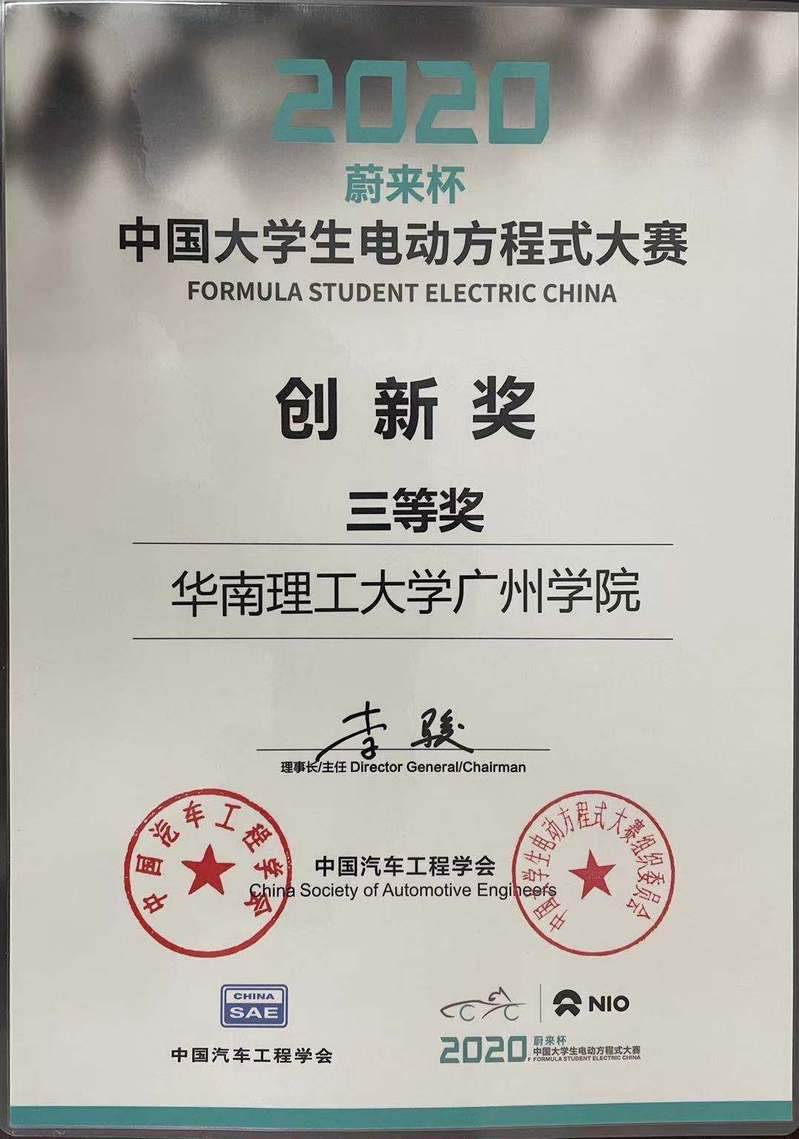 2020
蔚来杯
中国大学生电动方程式大赛
FORMULA STUDENT ELECTRIC CHINA
创新奖
三等奖
华南理工大学广州学院
李骏
理事长/主任 Director General/Chairman
中国汽车工程学会
中国汽车工程学会
China Society of Automotive Engineers
中国大学生电动方程式大赛组织委员会
CHINA
SAE
中国汽车工程学会
NIO
2020
蔚来杯
中国大学生电动方程式大赛
FORMULA STUDENT ELECTRIC CHINA